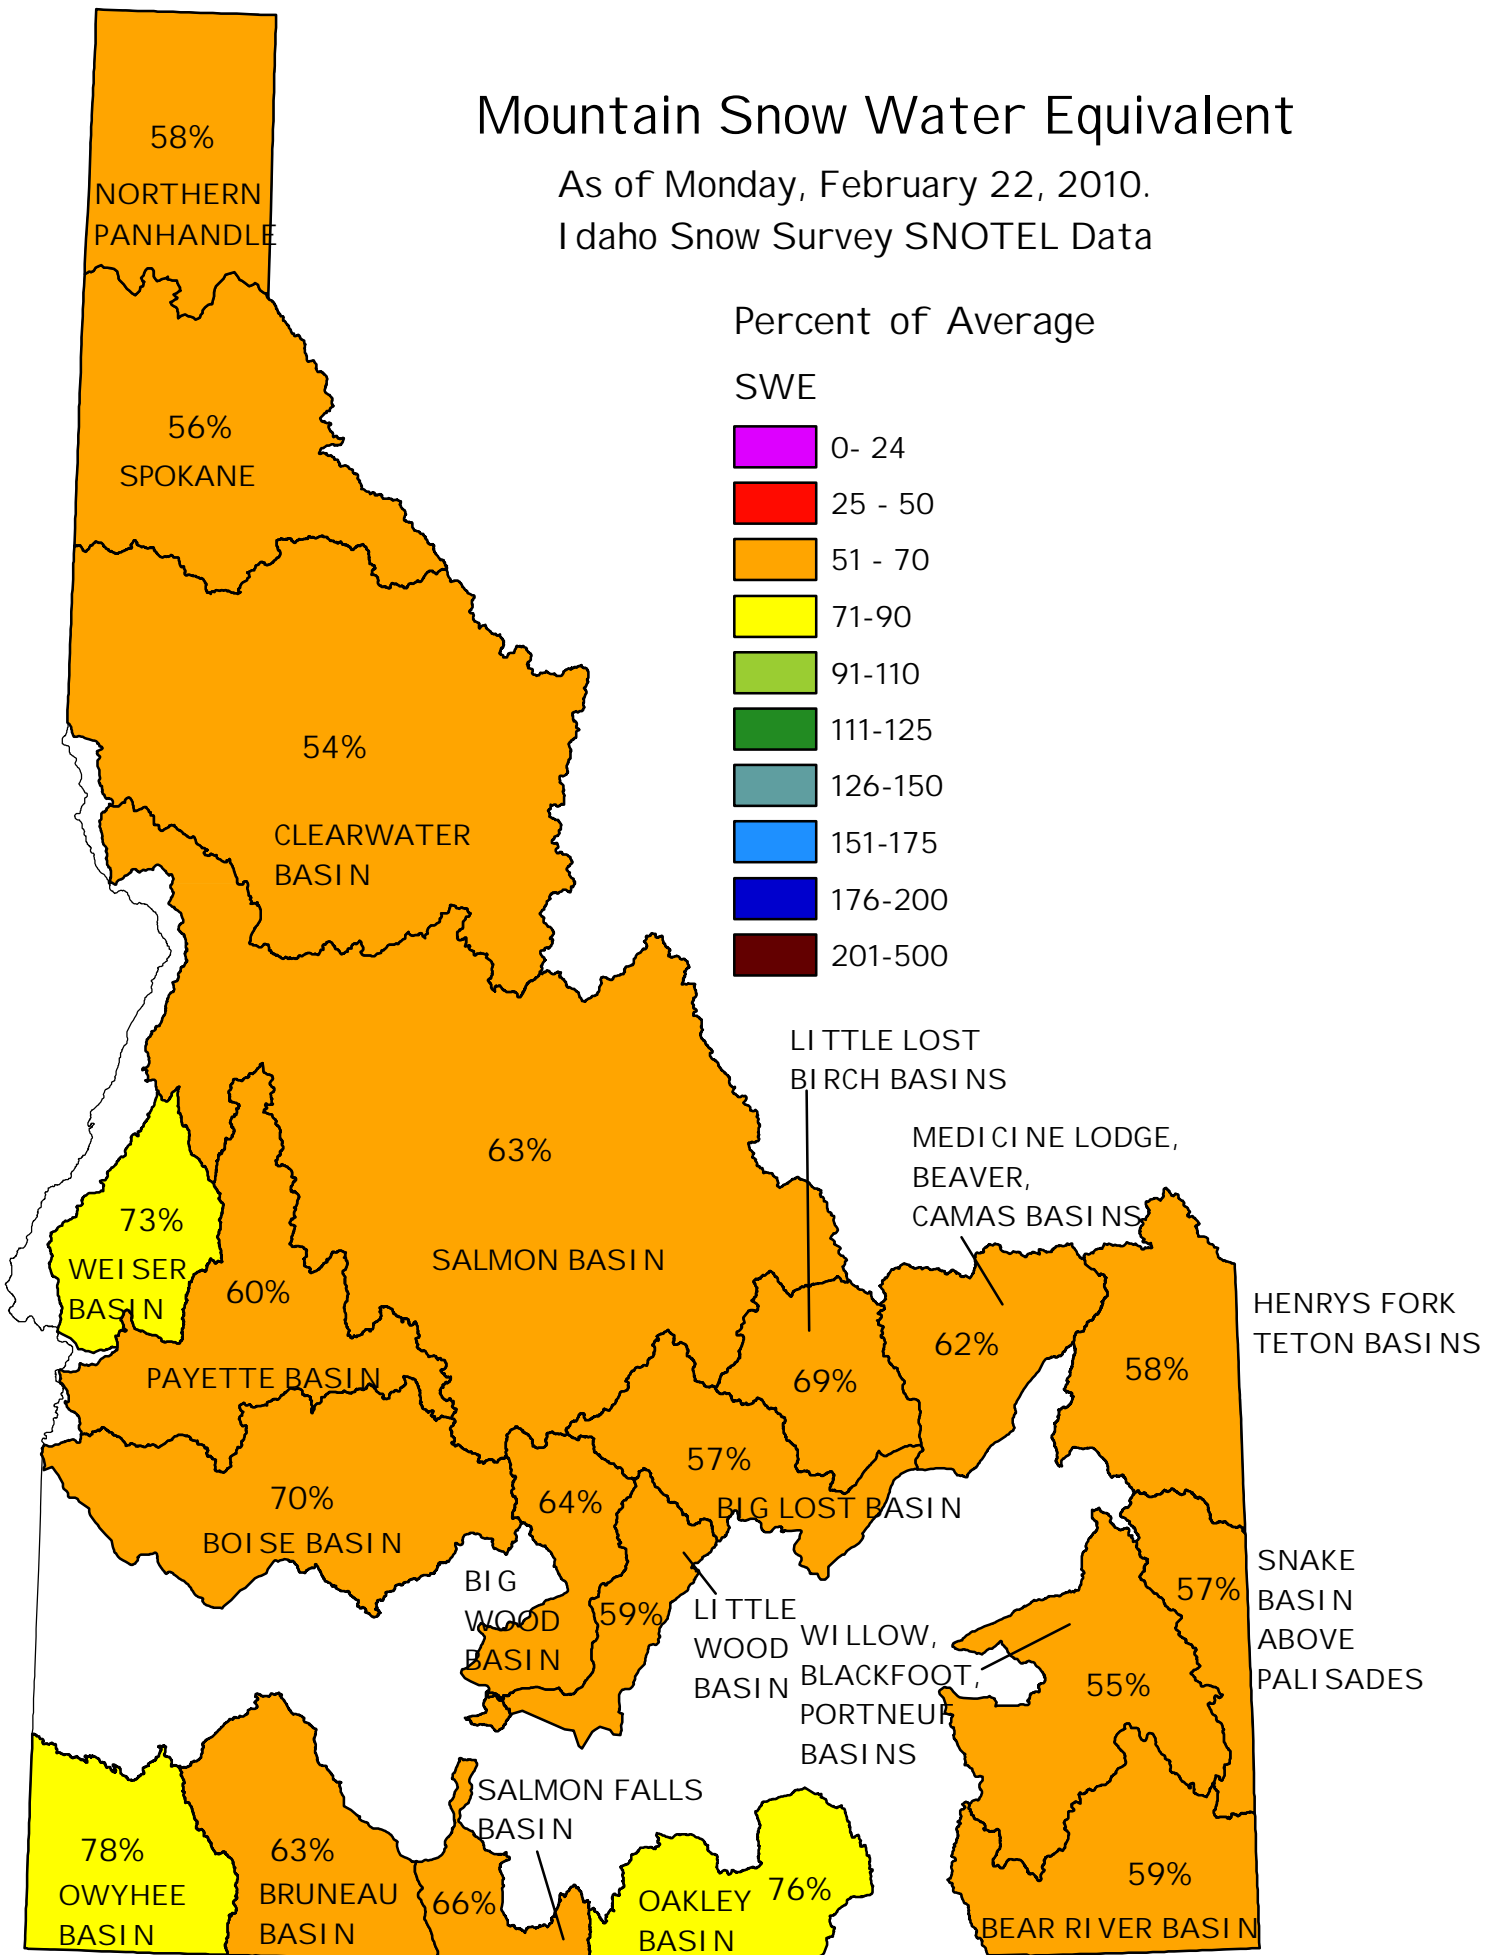 Mountain Snow Water Equivalent
As of Monday, February 22, 2010.
Idaho Snow Survey SNOTEL Data
Percent of Average
SWE
0- 24
25 - 50
51 - 70
71-90
91-110
111-125
126-150
151-175
176-200
201-500
58%
NORTHERN
PANHANDLE
56%
SPOKANE
54%
CLEARWATER
BASIN
LITTLE LOST
BIRCH BASINS
MEDICINE LODGE,
BEAVER,
CAMAS BASINS
63%
SALMON BASIN
73%
WEISER
BASIN
60%
PAYETTE BASIN
HENRYS FORK
TETON BASINS
62%
58%
69%
57%
BIG LOST BASIN
70%
BOISE BASIN
64%
BIG
WOOD
BASIN
59%
LITTLE
WOOD
BASIN
WILLOW,
BLACKFOOT,
PORTNEUF
BASINS
57%
SNAKE
BASIN
ABOVE
PALISADES
55%
SALMON FALLS
BASIN
78%
OWYHEE
BASIN
63%
BRUNEAU
BASIN
66%
OAKLEY
BASIN
76%
59%
BEAR RIVER BASIN